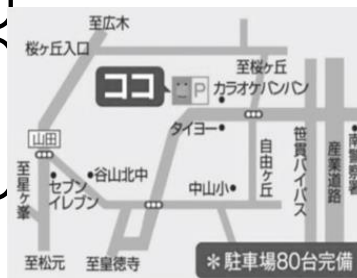 至広木
桜ヶ丘入口
至桜ヶ丘
ココ
P
カラオケバンバン
タイヨー
山田
至星ヶ峯
セブン
イレブン
谷山北中
中山小
自由ヶ丘
笹貫バイパス
産業道路
至松元
至皇徳寺
*駐車場80台完備